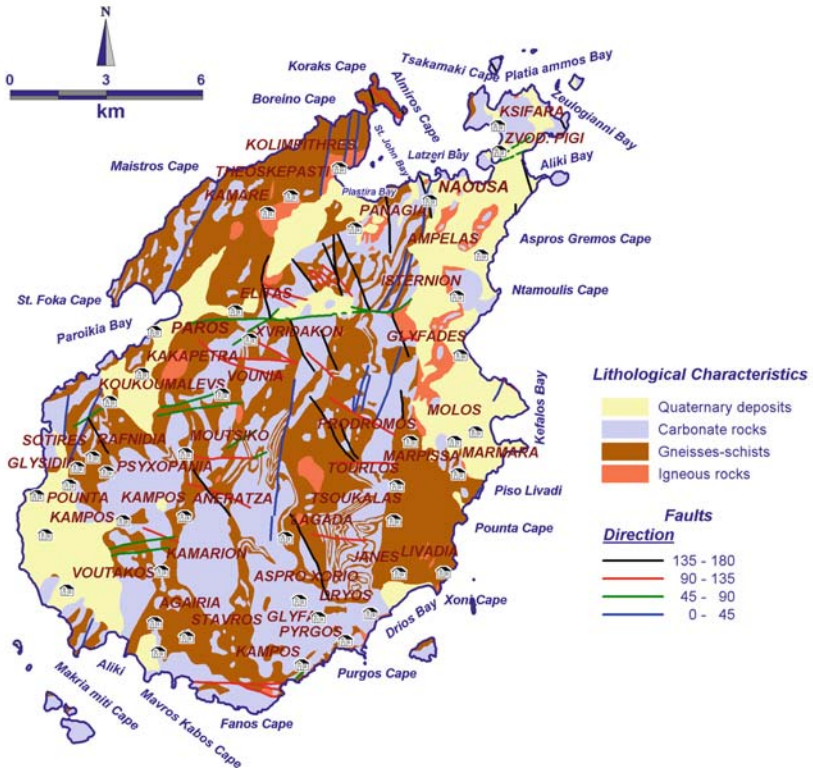 N
0 3 6
km
Koraks Cape
Almiros Cape
Boreino Cape
Maistros Cape
St. John Bay
Tsakamaki Cape
Platia ammos Bay
Zeulogianni Bay
KSIFARA
ZVOD. PIGI
Latzeri Bay
Aliki Bay
KOLIMPITHRES
THEOSKEPASTI
KAMARE
Plastira Bay
NAOUSA
PANAGIA
AMPELAS
Aspros Gremos Cape
ISTERNION
Ntamoulis Cape
St. Foka Cape
Paroikia Bay
ELITAS
PAROS
XVRIDAKON
GLYFADES
KAKAPETRA
VOUNIA
KOUKOUMALEVS
MOLOS
Kefalos Bay
PRODROMOS
MOUTSIKO
SOTIRES
RAFNIDIA
MARPISSA
MARMARA
GLYSIDIA
PSYXOPANIA
TOURLOS
Piso Livadi
POUNTA
KAMPOS
ANERATZA
TSOUKALAS
KAMPOS
LAGADA
Pounta Cape
KAMARION
JANES
LIVADIA
VOUTAKOS
ASPRO XORIO
DRYOS
Xoni Cape
AGAIRIA
STAVROS
GLYFA
PYRGOS
Drios Bay
KAMPOS
Purgos Cape
Aliki
Makria miti Cape
Mavros Kabos Cape
Fanos Cape
Lithological Characteristics
Quaternary deposits
Carbonate rocks
Gneisses-schists
Igneous rocks
Faults
Direction
135 - 180
90 - 135
45 - 90
0 - 45